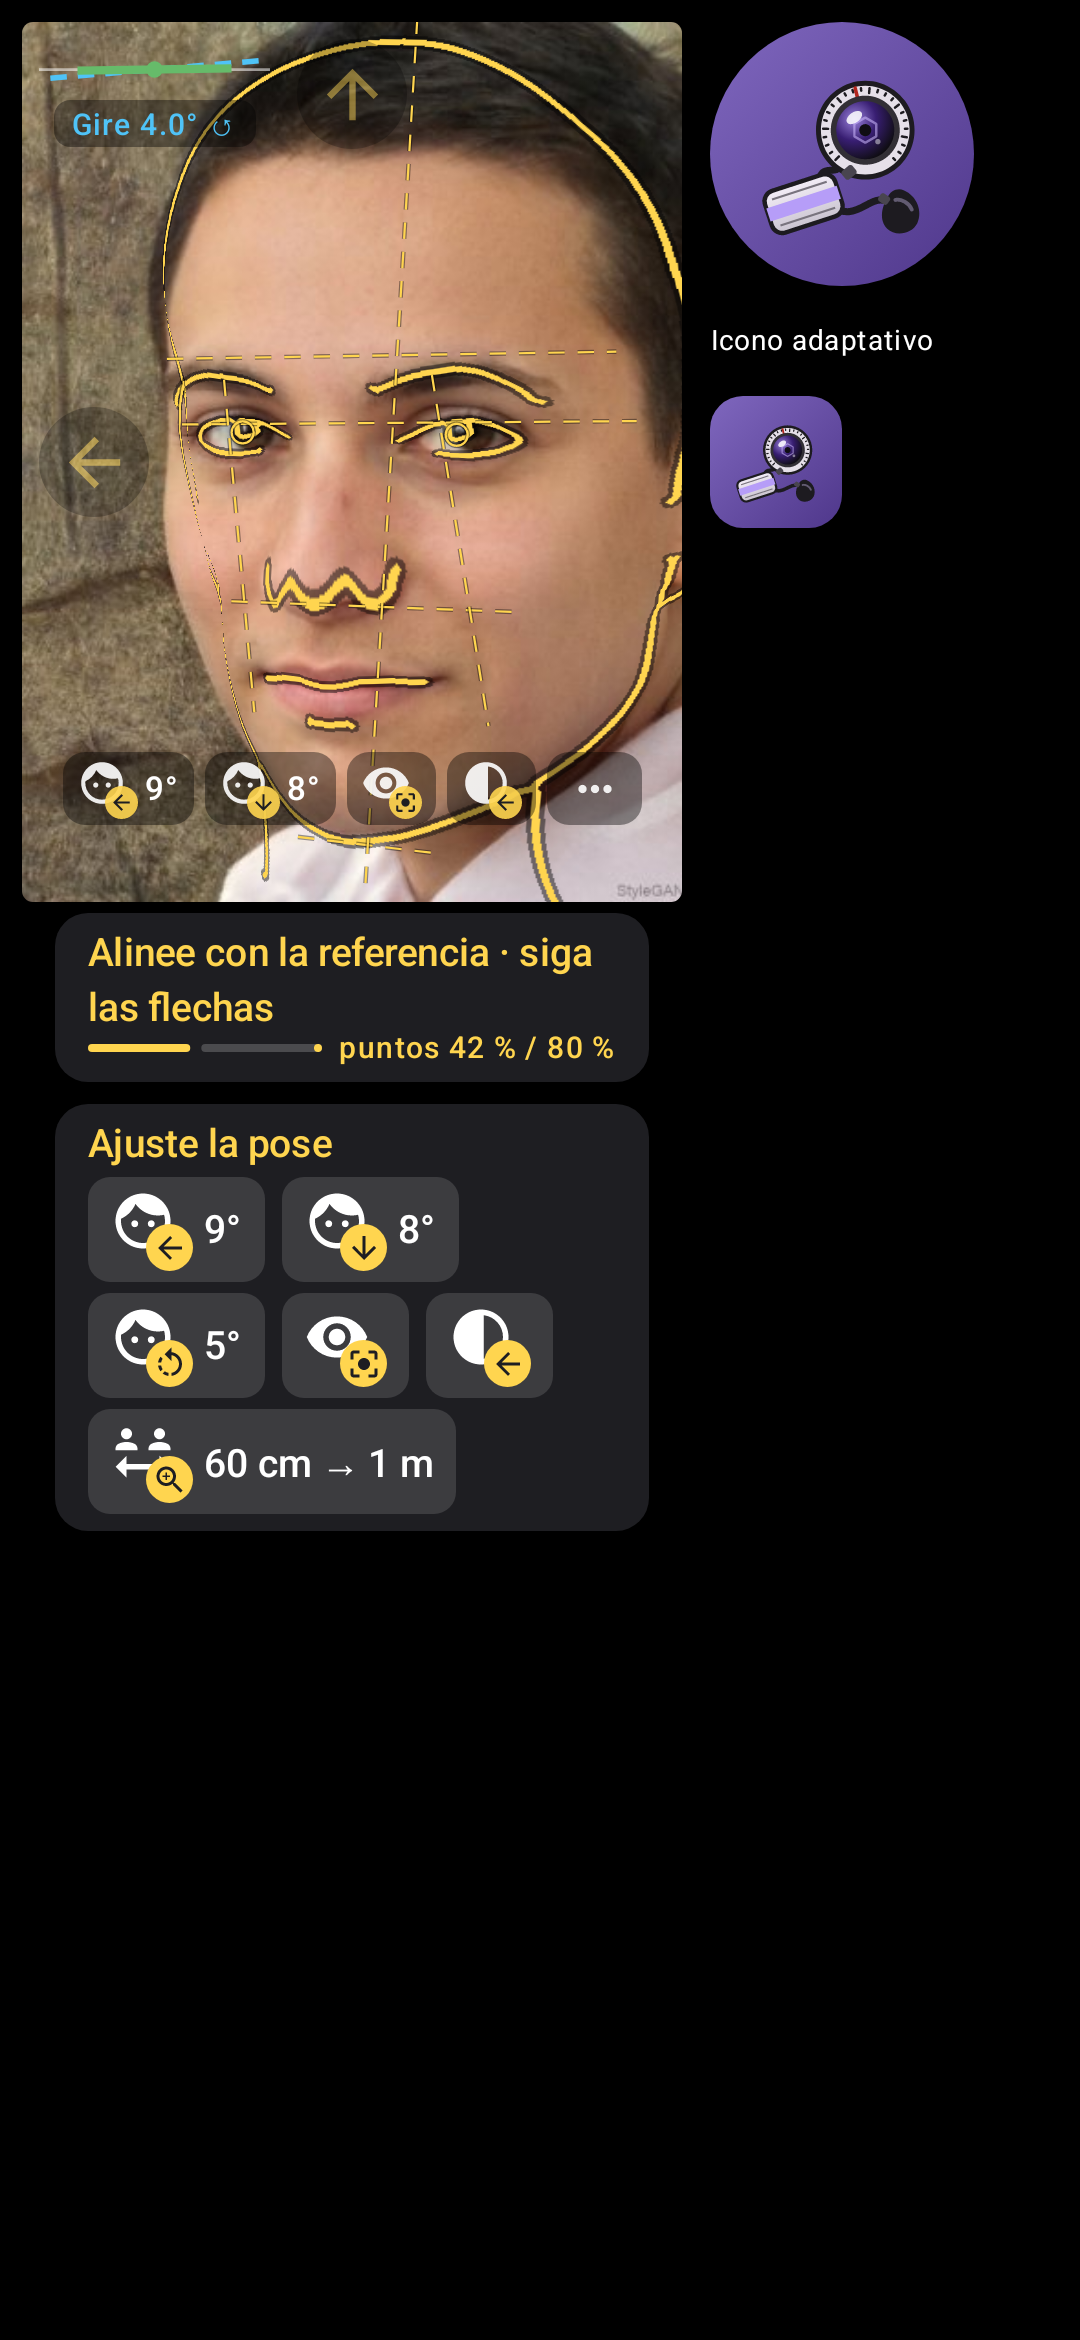 Gire 4.0° ↺
9°
8°
StyleGAN
Icono adaptativo
Alinee con la referencia · siga
las flechas
puntos 42 % / 80 %
Ajuste la pose
9°
8°
5°
60 cm → 1 m